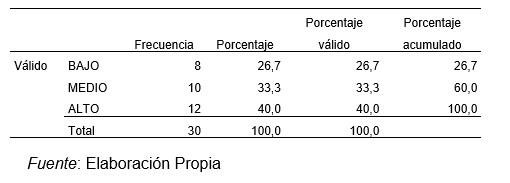 Frecuencia Porcentaje Porcentaje válido Porcentaje acumulado
Válido BAJO 8 26,7 26,7 26,7
MEDIO 10 33,3 33,3 60,0
ALTO 12 40,0 40,0 100,0
Total 30 100,0 100,0
Fuente: Elaboración Propia